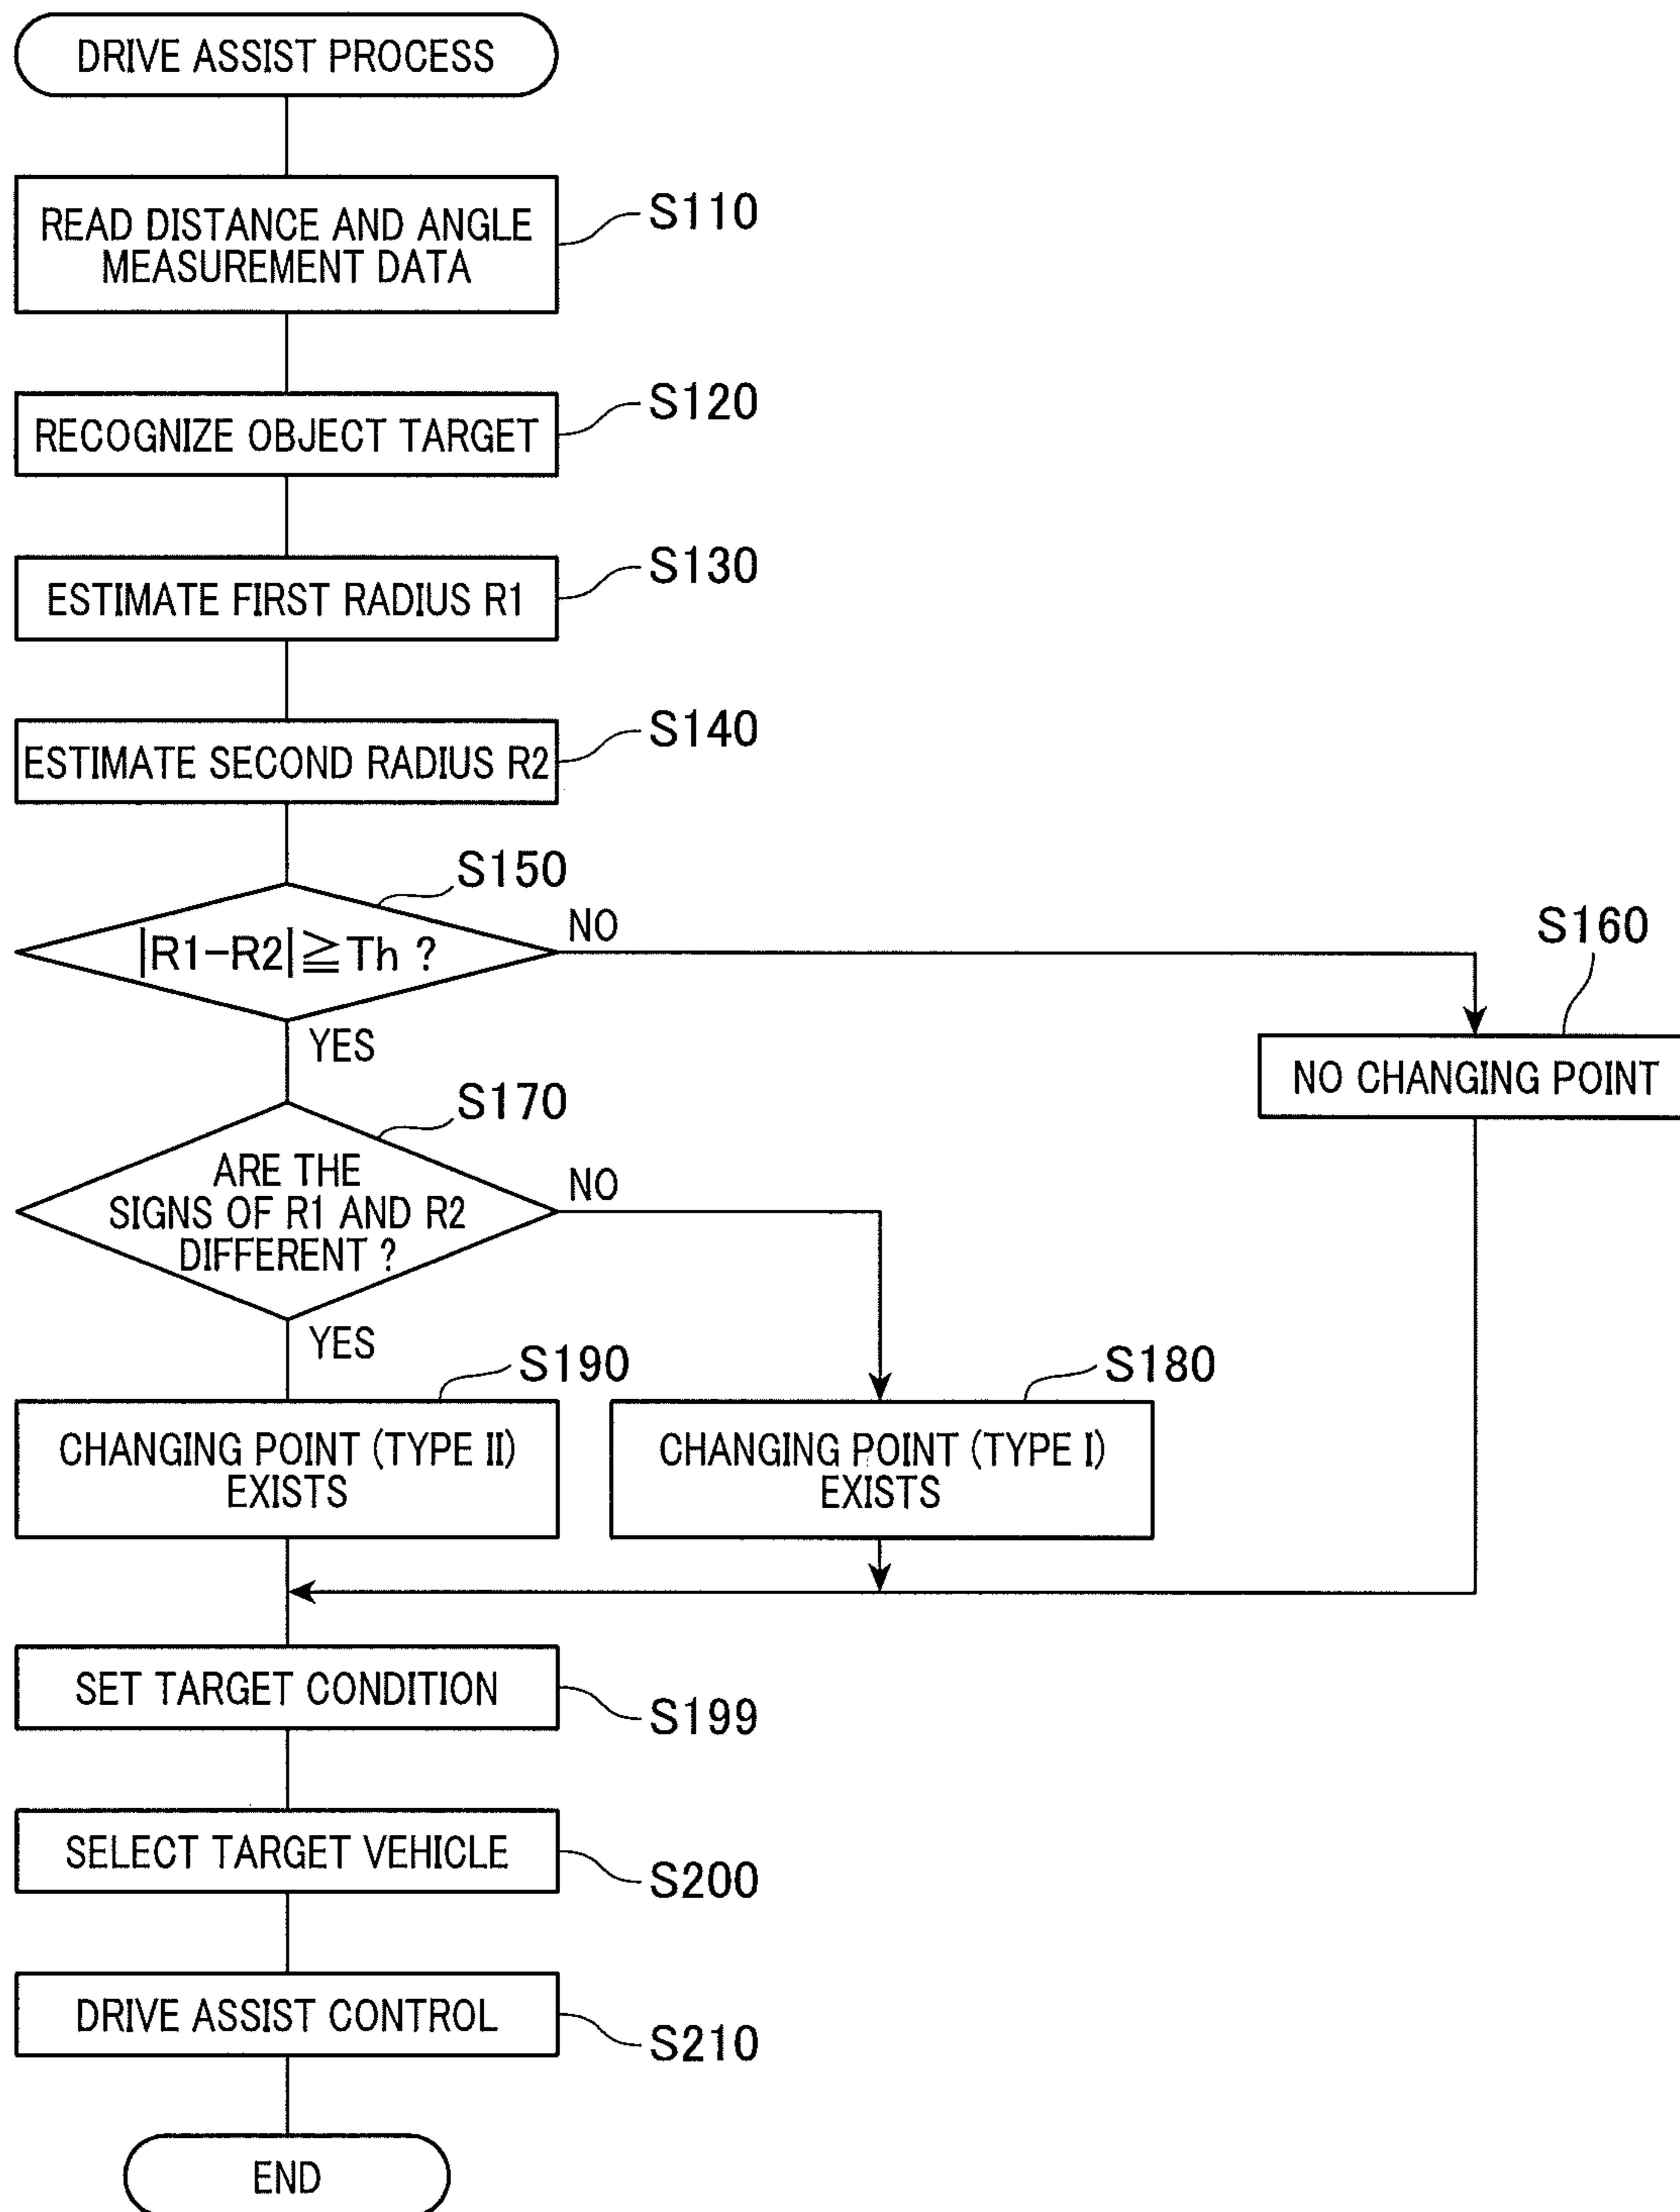 DRIVE ASSIST PROCESS
READ DISTANCE AND ANGLE
MEASUREMENT DATA
S110
RECOGNIZE OBJECT TARGET
S120
ESTIMATE FIRST RADIUS R1
S130
ESTIMATE SECOND RADIUS R2
S140
|R1-R2|≧Th ?
S150
NO
YES
S160
NO CHANGING POINT
S170
ARE THE
SIGNS OF R1 AND R2
DIFFERENT ?
NO
YES
S190
CHANGING POINT (TYPE II)
EXISTS
S180
CHANGING POINT (TYPE I)
EXISTS
SET TARGET CONDITION
S199
SELECT TARGET VEHICLE
S200
DRIVE ASSIST CONTROL
S210
END